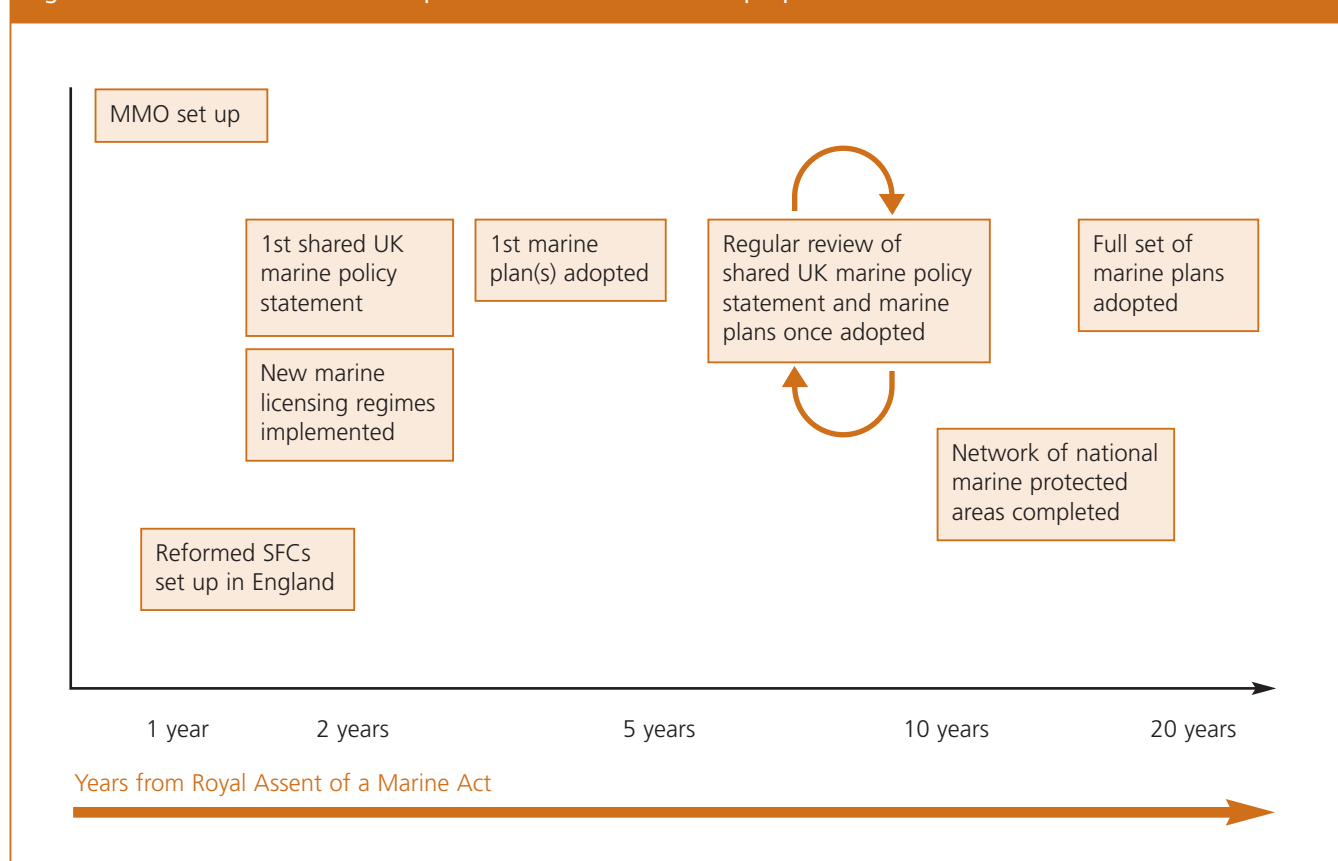 MMO set up
1st shared UK
marine policy
statement
1st marine
plan(s) adopted
Regular review of
shared UK marine policy
statement and marine
plans once adopted
Full set of
marine plans
adopted
New marine
licensing regimes
implemented
Network of national
marine protected
areas completed
Reformed SFCs
set up in England
1 year
2 years
5 years
10 years
20 years
Years from Royal Assent of a Marine Act